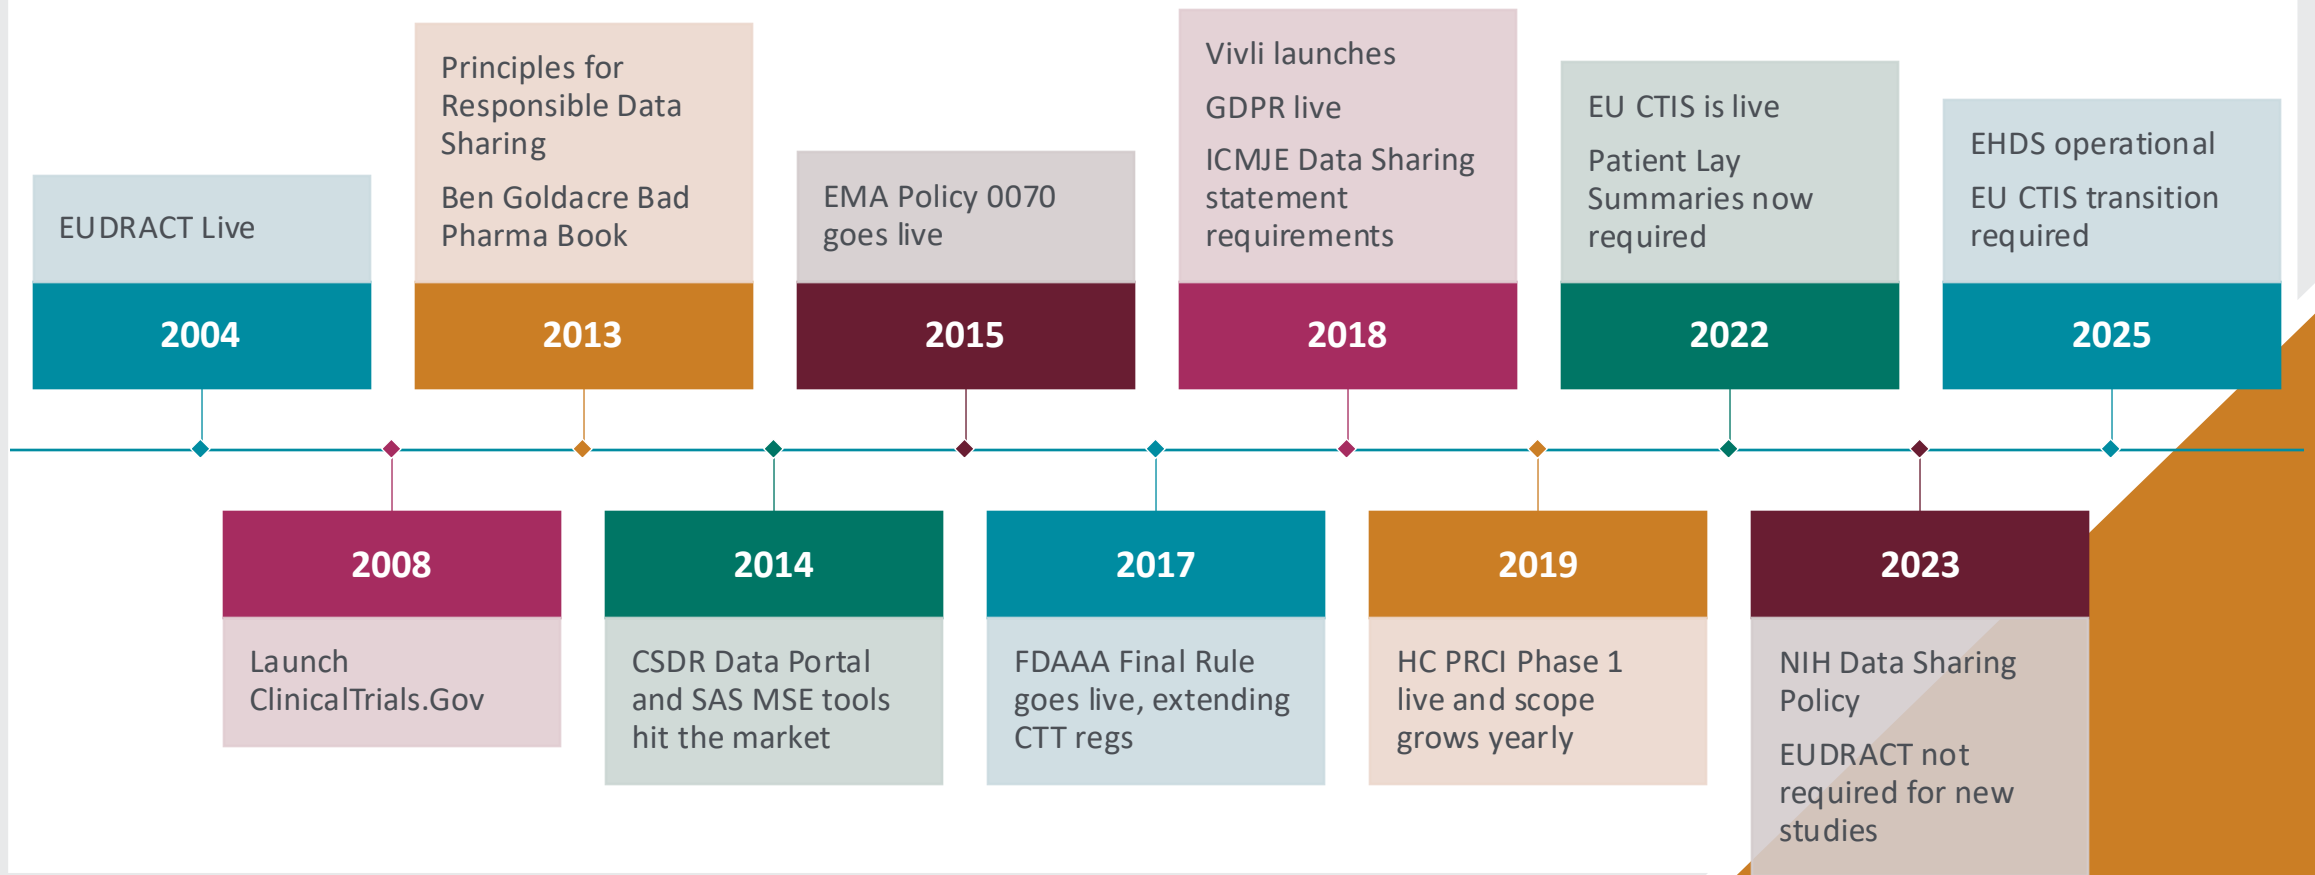 EUDRACT Live
2004
Launch
ClinicalTrials.Gov
2008
Principles for
Responsible Data
Sharing
Ben Goldacre Bad
Pharma Book
2013
2014
CSDR Data Portal
and SAS MSE tools
hit the market
EMA Policy 0070
goes live
2015
2017
FDAAA Final Rule
goes live, extending
CTT regs
Vivli launches
GDPR live
ICMJE Data Sharing
statement
requirements
2018
2019
HC PRCI Phase 1
live and scope
grows yearly
EU CTIS is live
Patient Lay
Summaries now
required
2022
2023
NIH Data Sharing
Policy
EUDRACT not
required for new
studies
EHDS operational
EU CTIS transition
required
2025